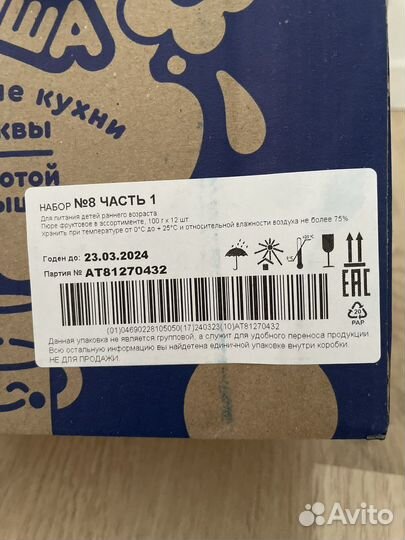 ША
ые кухни
квы
отой
НАБОР №8 ЧАСТЬ 1
Для питания детей раннего возраста
Пюре фруктовое в ассортименте, 100 г х 12 шт
Хранить при температуре от 0°С до + 25°С и относительной влажности воздуха не более 75%
Годен до: 23.03.2024
Партия № AT81270432
EAC
20
PAP
(01)04690228105050(17)240323(10)AT81270432
Данная упаковка не является групповой, а служит для удобного переноса продукции
Всю остальную информацию вы найдете на единичной упаковке внутри коробки.
НЕ ДЛЯ ПРОДАЖИ.
Avito